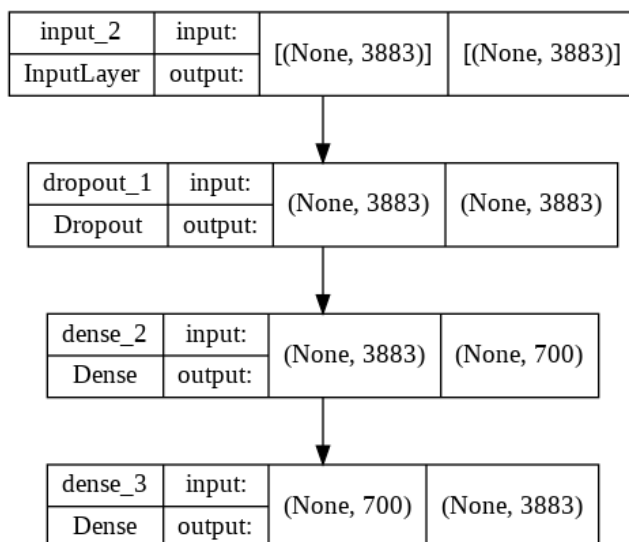 input_2 input: [(None, 3883)] [(None, 3883)]
InputLayer output:
dropout_1 input: (None, 3883) (None, 3883)
Dropout output:
dense_2 input: (None, 3883) (None, 700)
Dense output:
dense_3 input: (None, 700) (None, 3883)
Dense output: